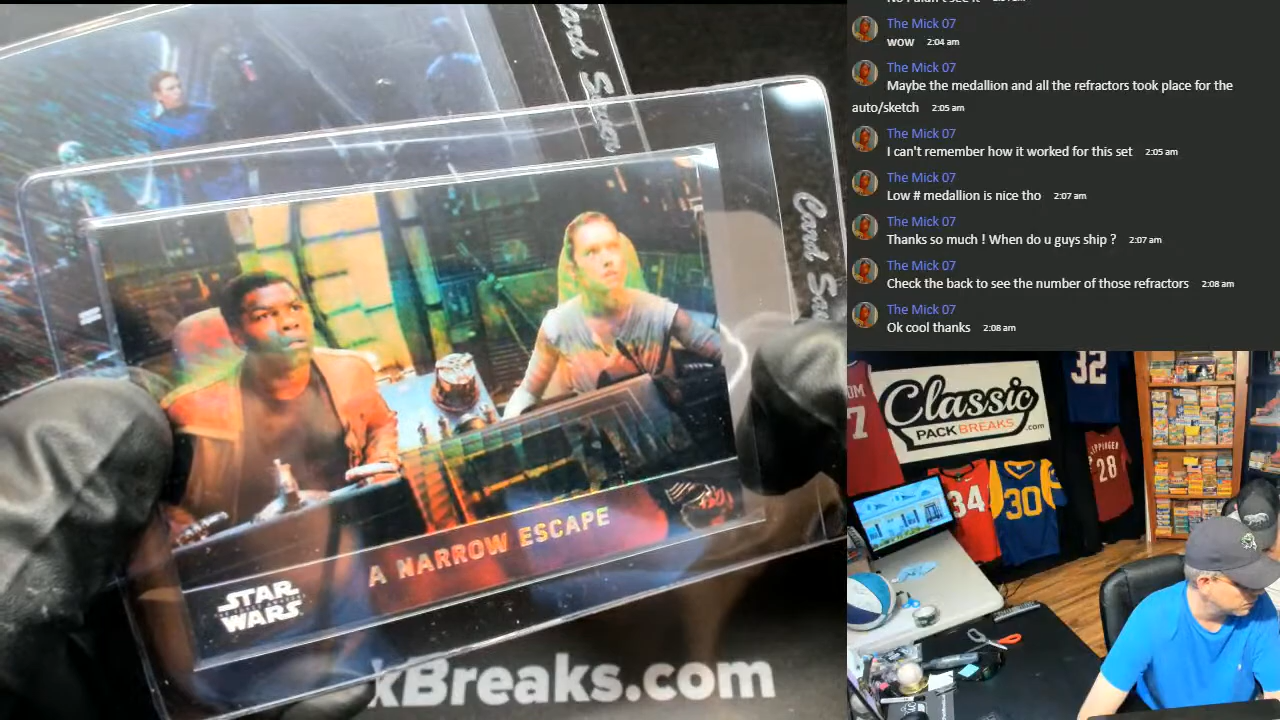 The Mick 07
wow 2:04 am
The Mick 07
Maybe the medallion and all the refractors took place for the
auto/sketch 2:05 am
The Mick 07
I can't remember how it worked for this set 2:05 am
The Mick 07
Low # medallion is nice tho 2:07 am
The Mick 07
Thanks so much ! When do u guys ship ? 2:07 am
The Mick 07
Check the back to see the number of those refractors 2:08 am
The Mick 07
Ok cool thanks 2:08 am
Card Saver
Card Sa
A NARROW ESCAPE
STAR
WARS
kBreaks.com
Classic
PACK BREAKS.com
32
7
34
30
28